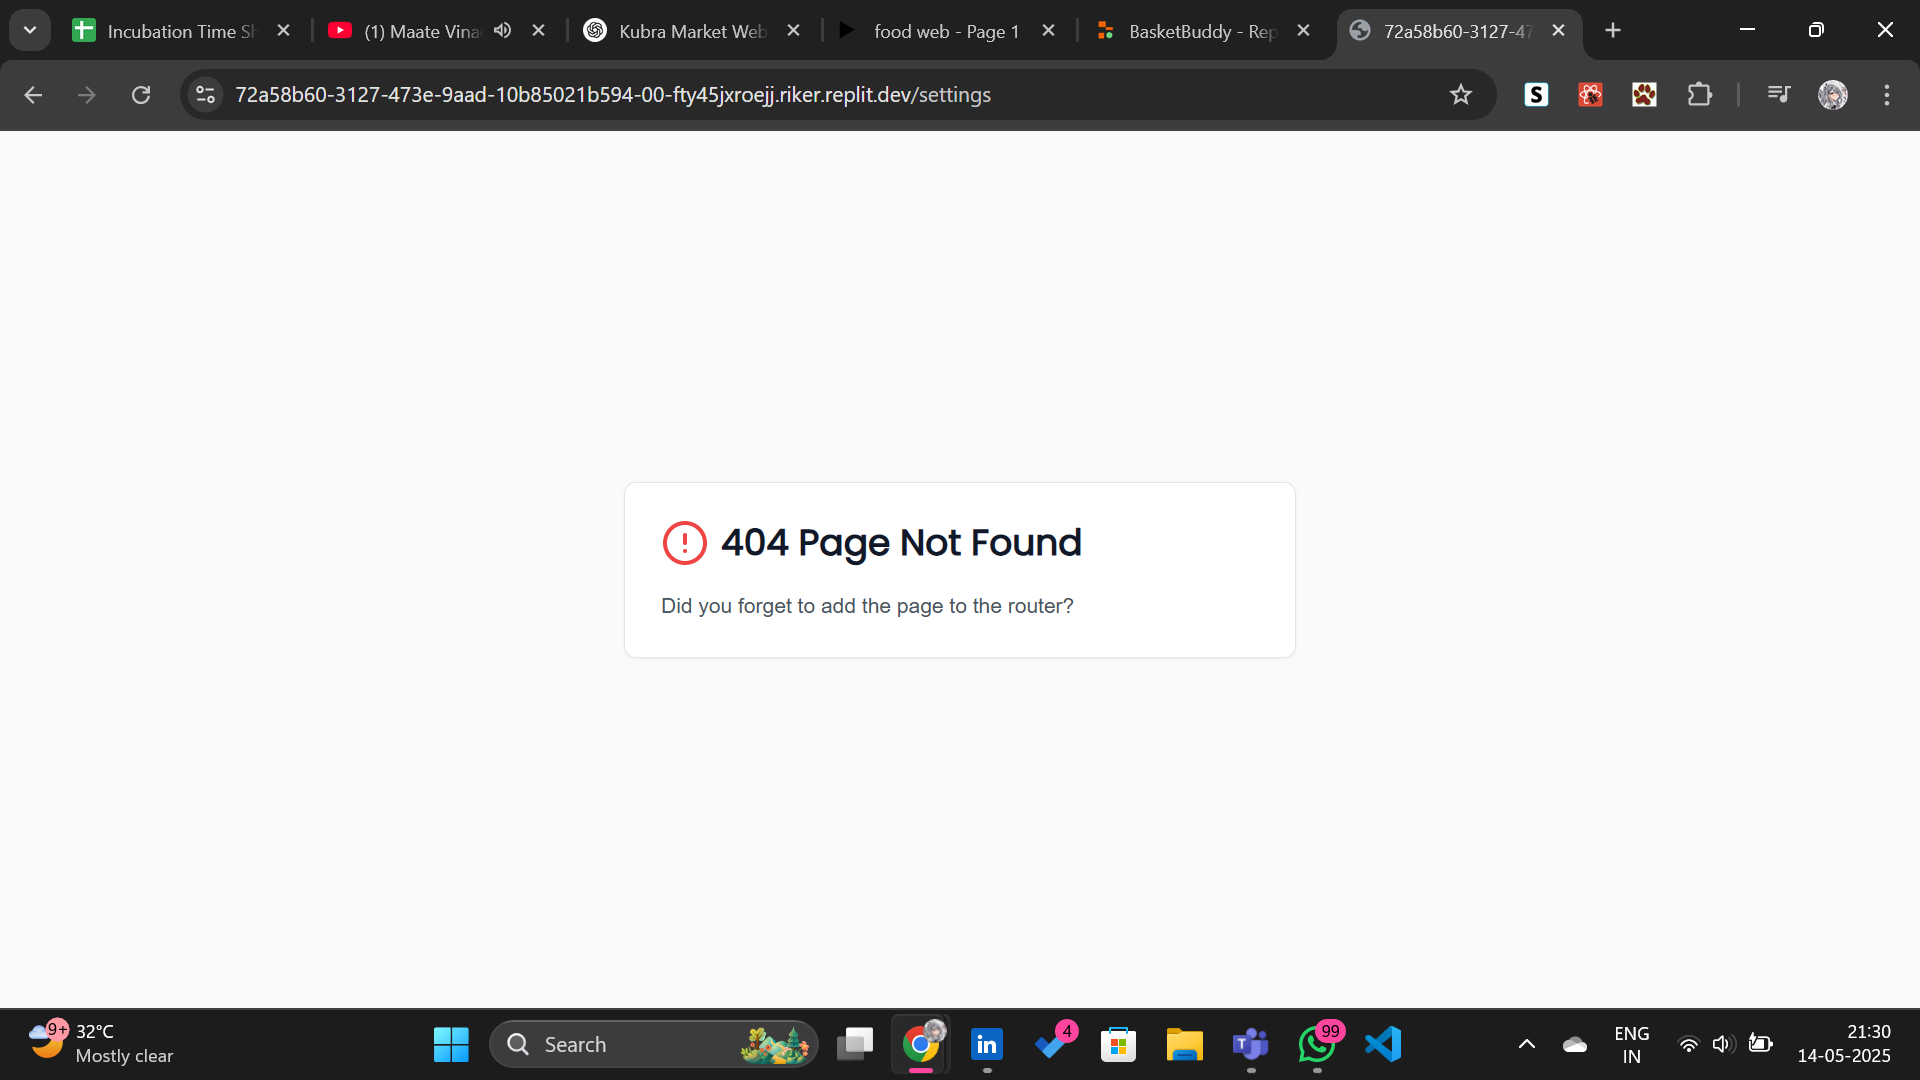 Incubation Time Sh
(1) Maate Vina
Kubra Market Web
food web - Page 1
BasketBuddy - Rep
72a58b60-3127-47
72a58b60-3127-473e-9aad-10b85021b594-00-fty45jxroejj.riker.replit.dev/settings
S
404 Page Not Found
Did you forget to add the page to the router?
9+
32°C
Mostly clear
Search
in
4
T
99
ENG
IN
21:30
14-05-2025